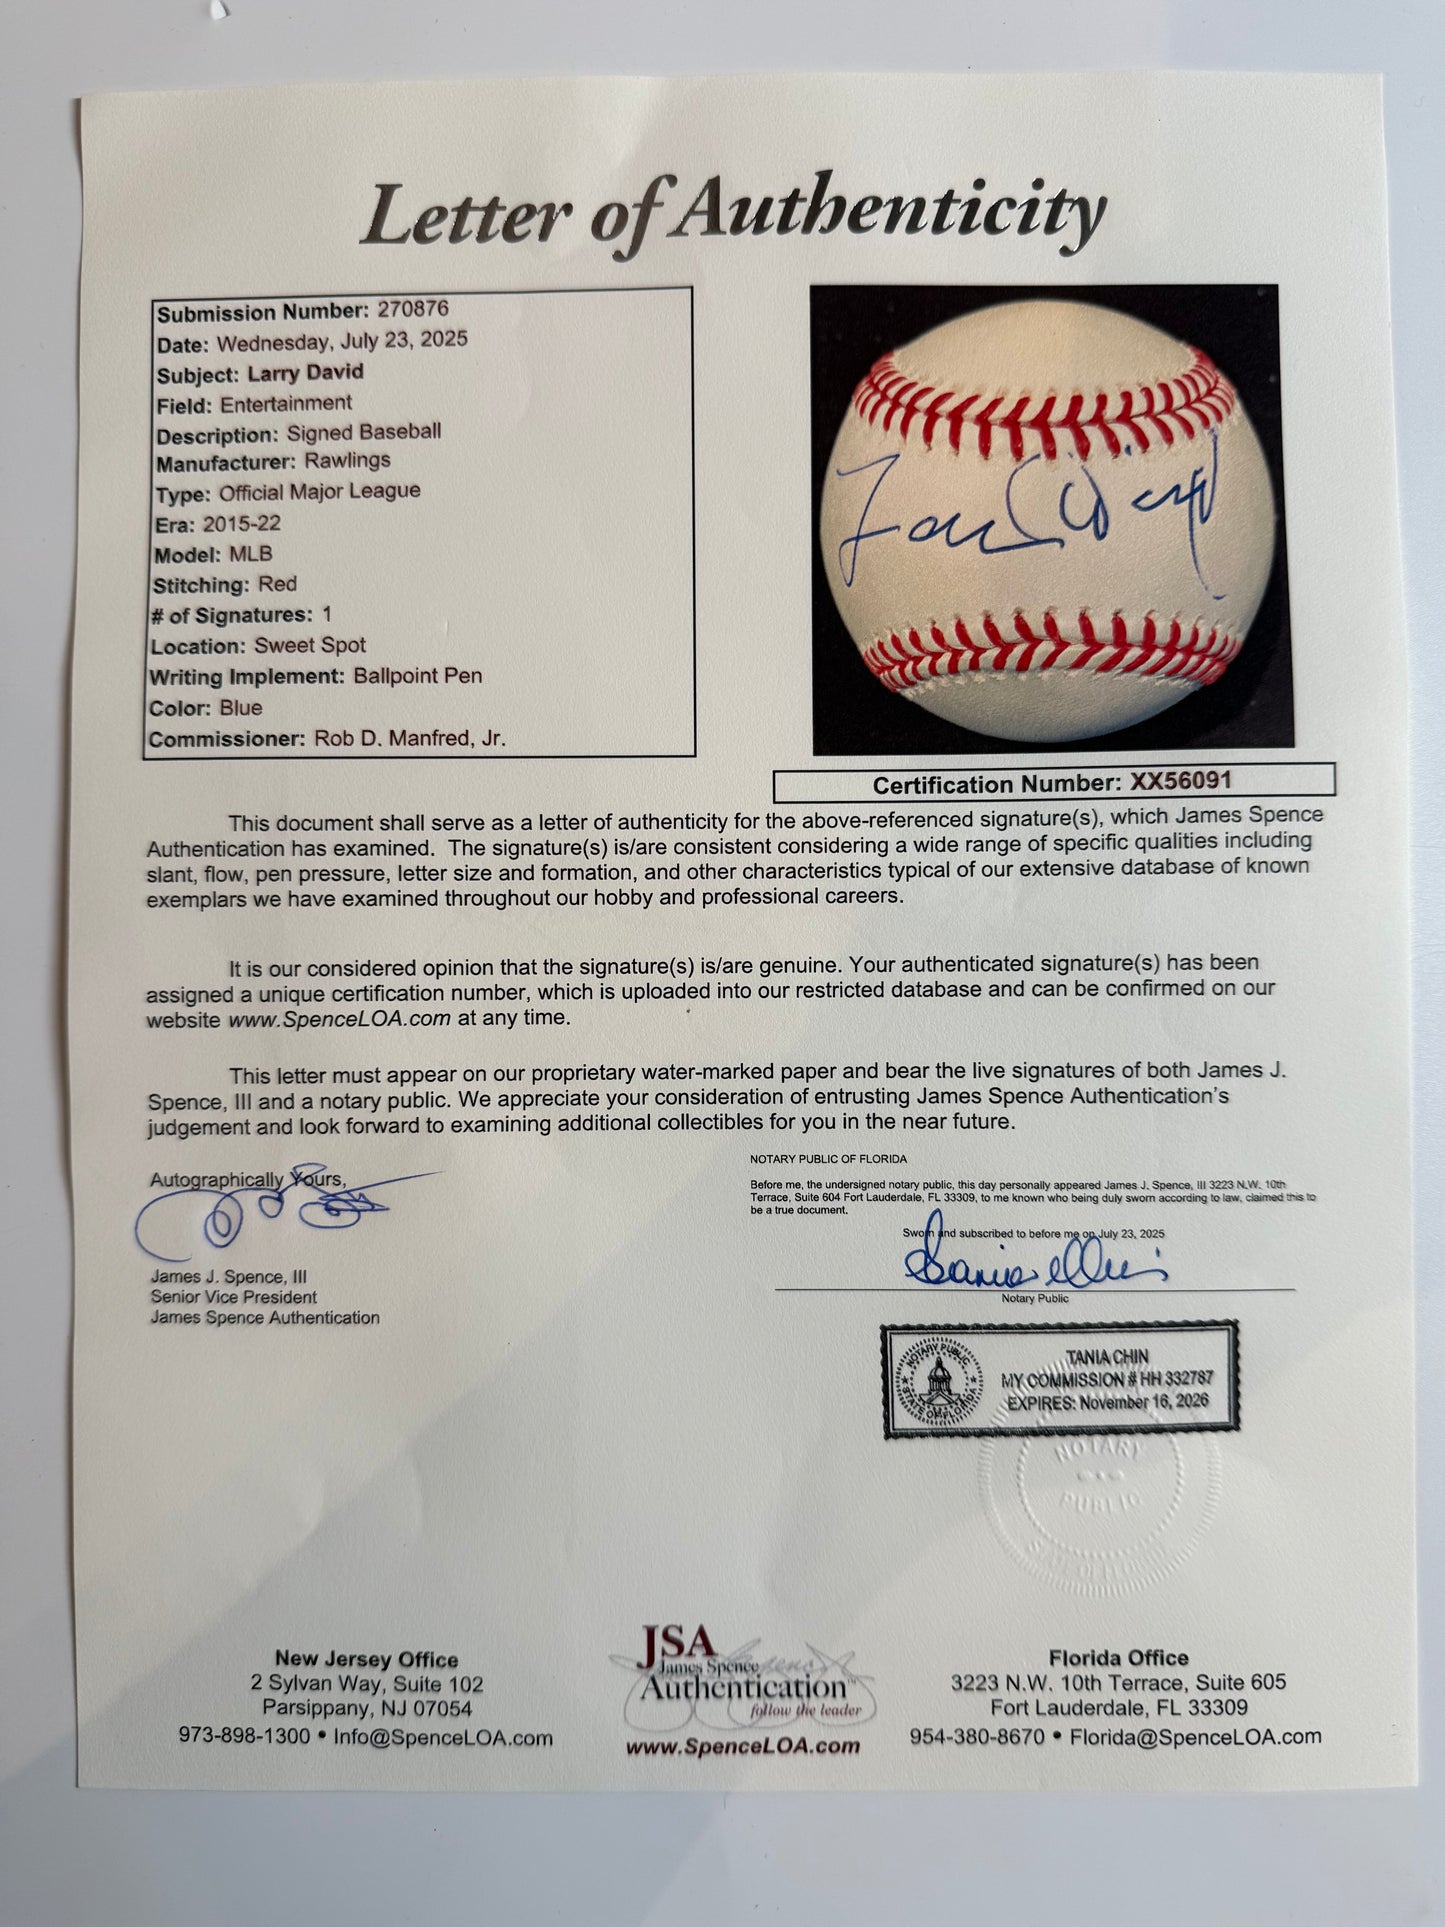 Letter of Authenticity
Submission Number: 270876
Date: Wednesday, July 23, 2025
Subject: Larry David
Field: Entertainment
Description: Signed Baseball
Manufacturer: Rawlings
Type: Official Major League
Era: 2015-22
Model: MLB
Stitching: Red
# of Signatures: 1
Location: Sweet Spot
Writing Implement: Ballpoint Pen
Color: Blue
Commissioner: Rob D. Manfred, Jr.
Larry David
Certification Number: XX56091
This document shall serve as a letter of authenticity for the above-referenced signature(s), which James Spence
Authentication has examined. The signature(s) is/are consistent considering a wide range of specific qualities including
slant, flow, pen pressure, letter size and formation, and other characteristics typical of our extensive database of known
exemplars we have examined throughout our hobby and professional careers.
It is our considered opinion that the signature(s) is/are genuine. Your authenticated signature(s) has been
assigned a unique certification number, which is uploaded into our restricted database and can be confirmed on our
website www.SpenceLOA.com at any time.
This letter must appear on our proprietary water-marked paper and bear the live signatures of both James J.
Spence, III and a notary public. We appreciate your consideration of entrusting James Spence Authentication's
judgement and look forward to examining additional collectibles for you in the near future.
Autographically Yours,
James J. Spence, III
Senior Vice President
James Spence Authentication
NOTARY PUBLIC OF FLORIDA
Before me, the undersigned notary public, this day personally appeared James J. Spence, III 3223 N.W. 10th
Terrace, Suite 604 Fort Lauderdale, FL 33309, to me known who being duly sworn according to law, claimed this to
be a true document.
Sworn and subscribed to before me on July 23, 2025
Notary Public
NOTARY PUBLIC
STATE OF FLORIDA
TANIA CHIN
MY COMMISSION # HH 332787
EXPIRES: November 16, 2026
NOTARY
PUBLIC
STATE OF FLORIDA
New Jersey Office
2 Sylvan Way, Suite 102
Parsippany, NJ 07054
973-898-1300 • Info@SpenceLOA.com
JSA
James Spence
Authentication™
follow the leader
www.SpenceLOA.com
Florida Office
3223 N.W. 10th Terrace, Suite 605
Fort Lauderdale, FL 33309
954-380-8670 • Florida@SpenceLOA.com